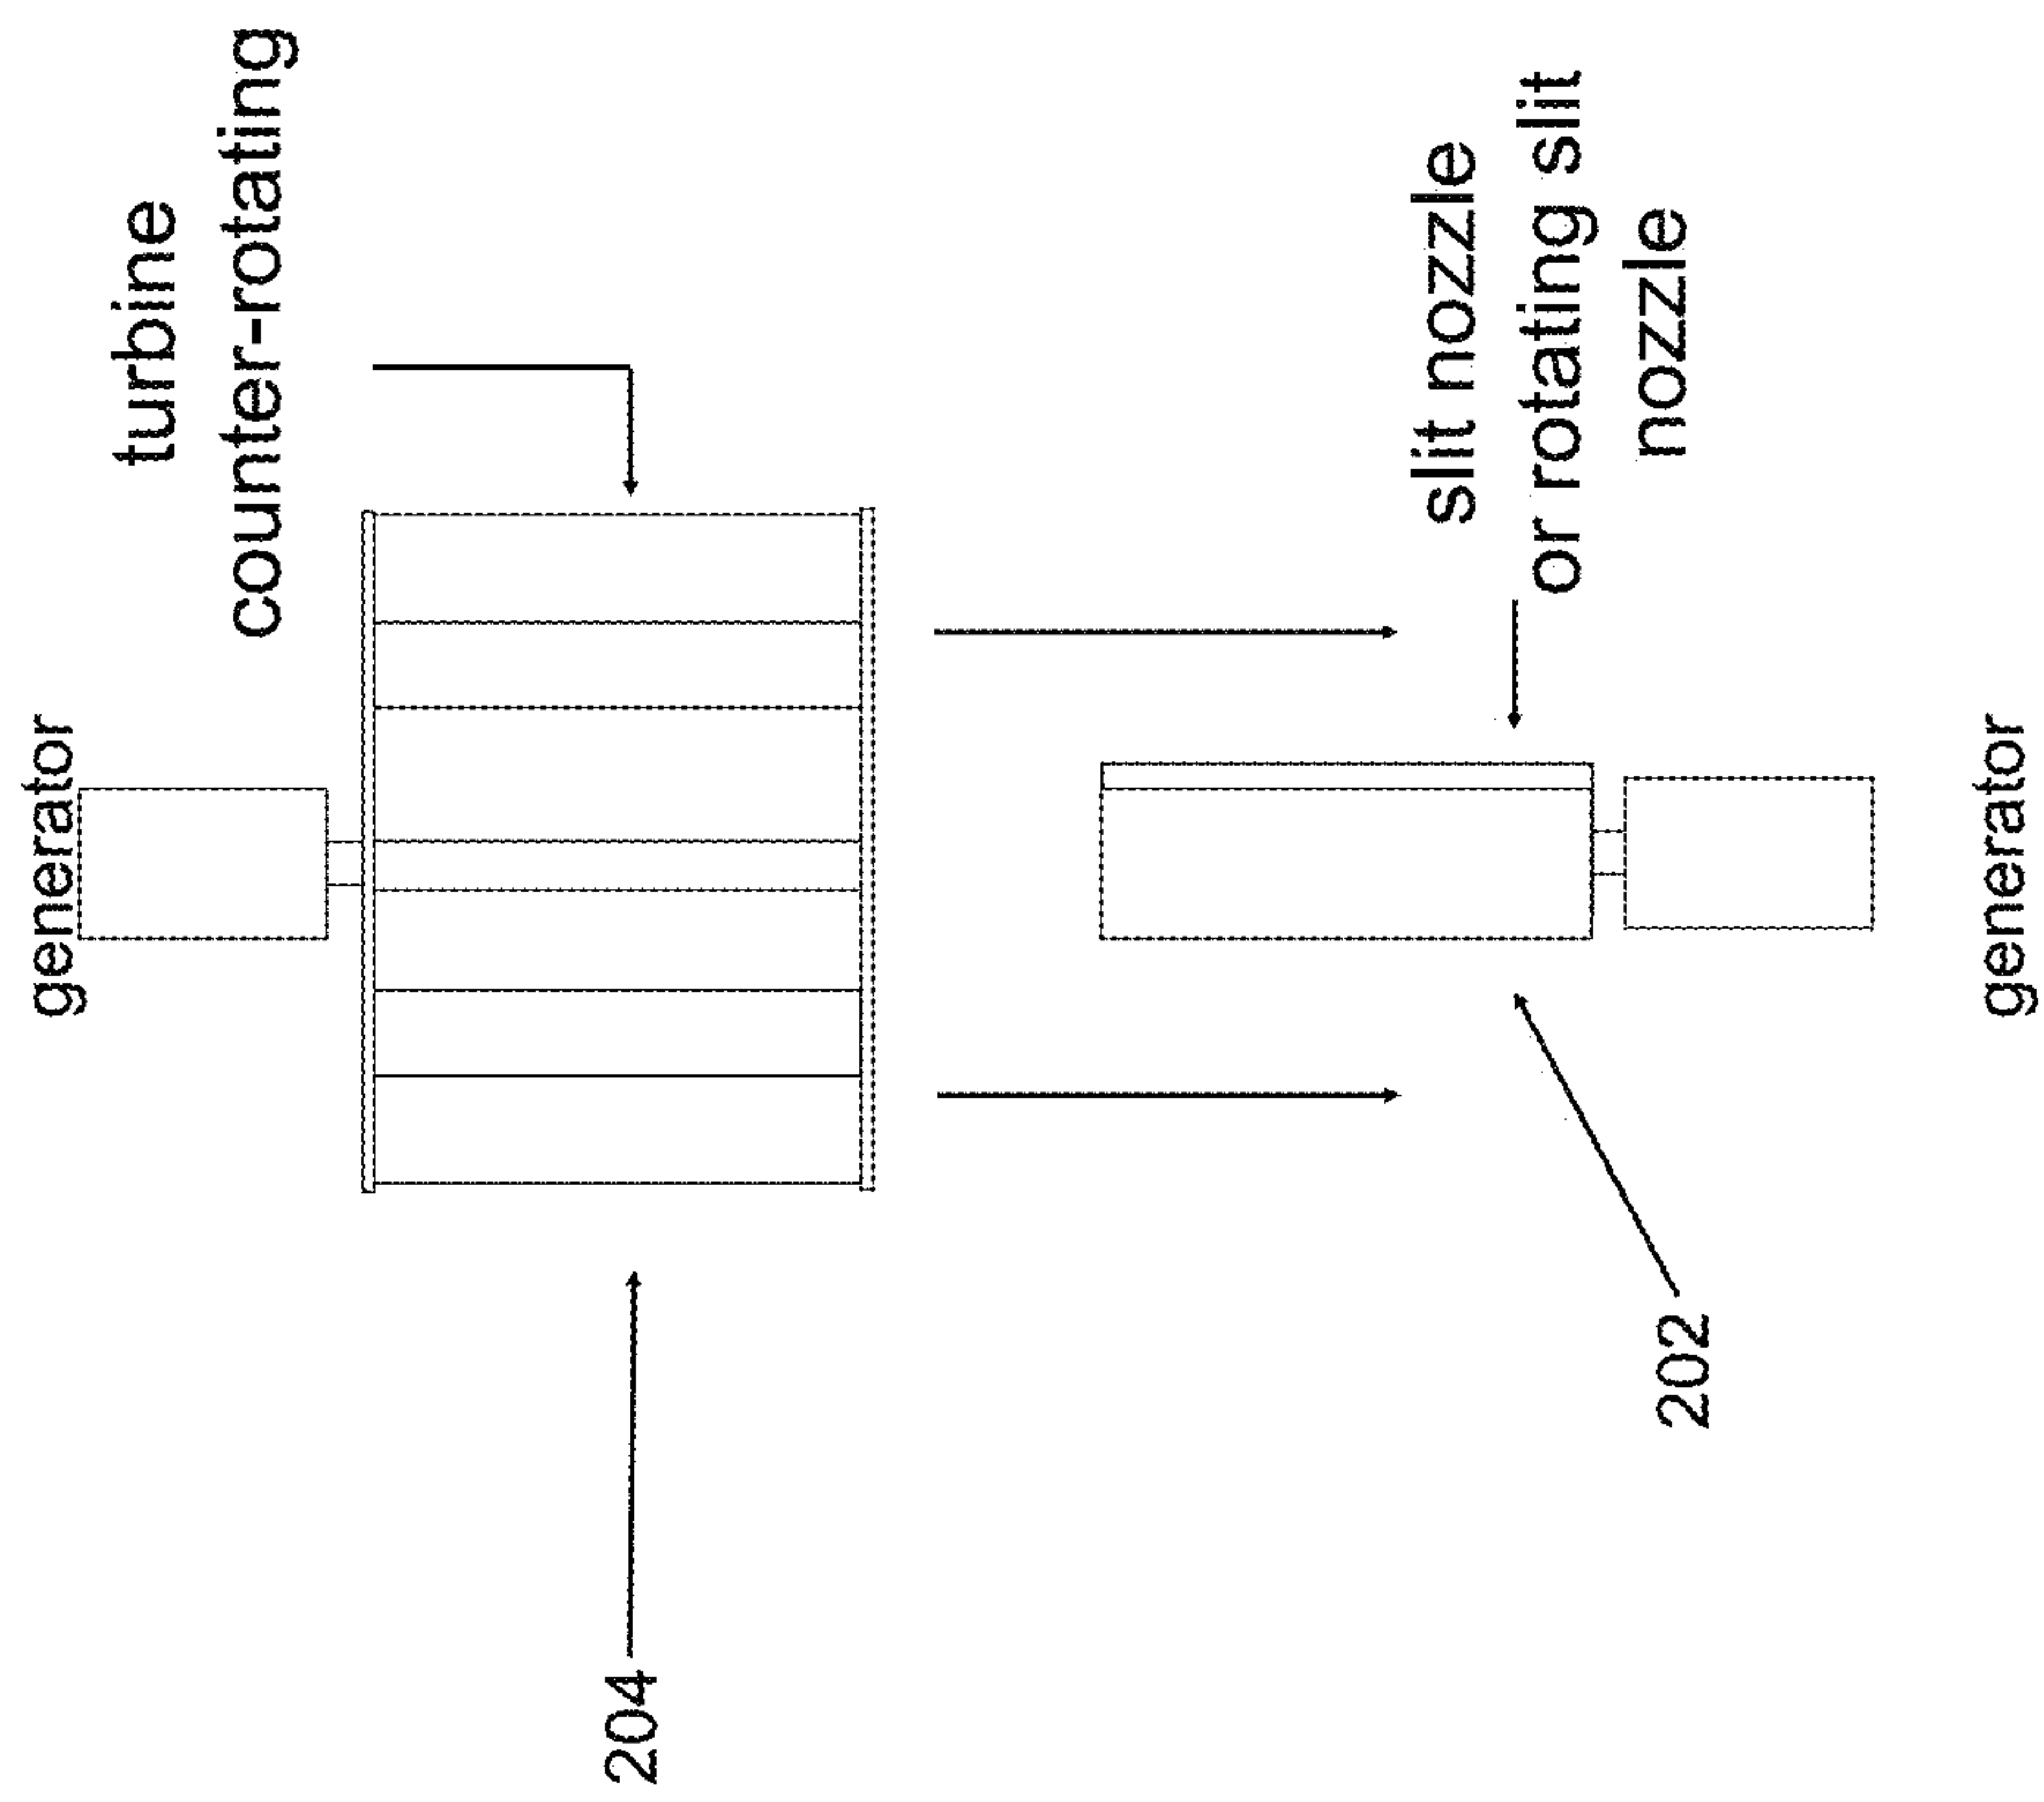 generator
turbine
counter-rotating
204
slit nozzle
or rotating slit
nozzle
202
generator